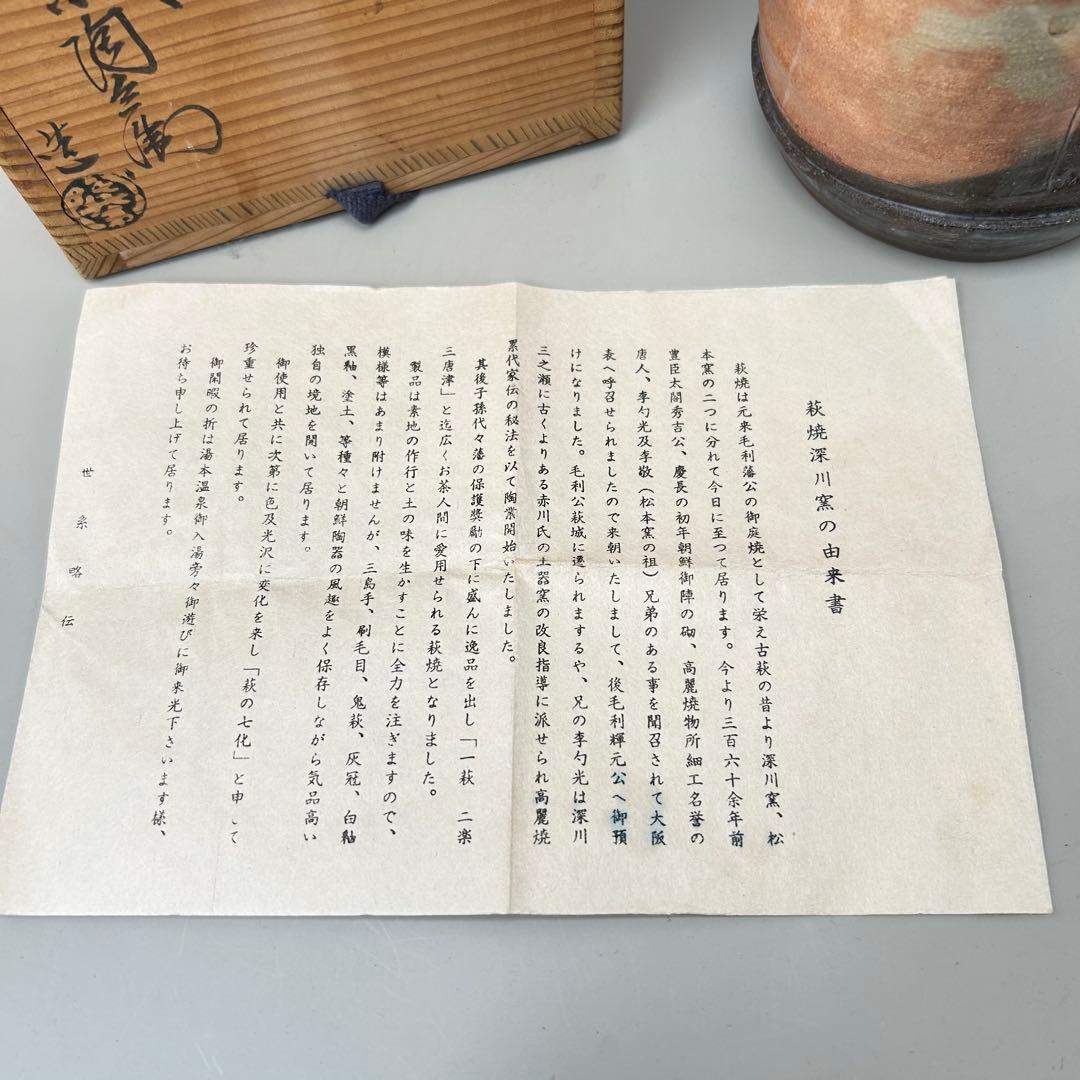 萩焼深川窯の由来書
萩焼は元来毛利藩公の御庭焼として栄え古萩の昔より深川窯、松
本窯の二つに分れて今日に至つて居ります。今より三百六十余年前
豊臣太閤秀吉公、慶長の初年朝鮮御陣の砌、高麗焼物所細工名誉の
唐人、李勺光及李敬（松本窯の祖）兄弟のある事を聞召されて大阪
表へ呼召せられましたので来朝いたしまして、後毛利輝元公へ御預
けになりました。毛利公萩城に遷られまするや、兄の李勺光は深川
三之瀬に古くよりある赤川氏の土器窯の改良指導に派せられ高麗焼
累代家伝の秘法を以て陶業開始いたしました。
其後子孫代々藩の保護奨励の下に盛んに逸品を出し「一萩　二楽
三唐津」と迄広くお茶人間に愛用せられる萩焼となりました。
製品は素地の作行と土の味を生かすことに全力を注ぎますので、
模様等はあまり附けませんが、三島手、刷毛目、鬼萩、灰冠、白釉
黒釉、塗土、等種々と朝鮮陶器の風趣をよく保存しながら気品高い
独自の境地を開いて居ります。
御使用と共に次第に色及光沢に変化を来し「萩の七化」と申して
珍重せられて居ります。
御閑暇の折は湯本温泉御入湯旁々御遊びに御来光下さいます様、
お待ち申し上げて居ります。
世系略伝
陶兵衛
造